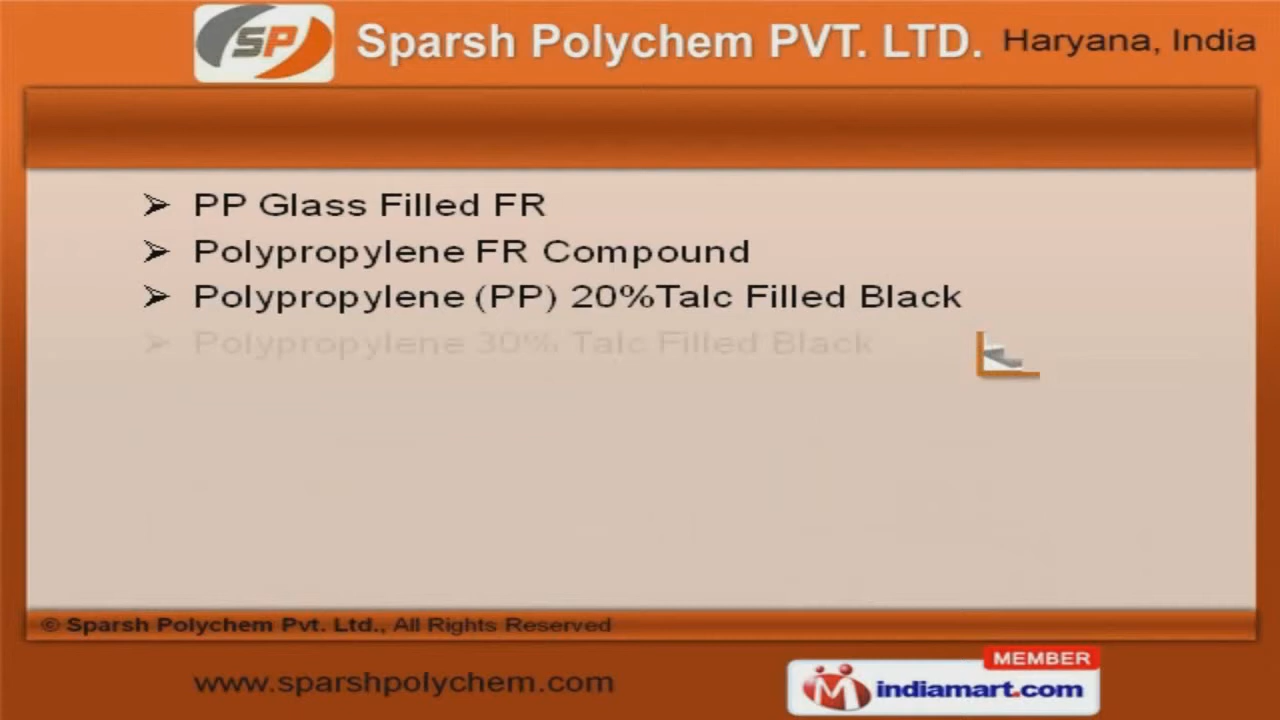 SP
Sparsh Polychem PVT. LTD. Haryana, India
➢ PP Glass Filled FR
➢ Polypropylene FR Compound
➢ Polypropylene (PP) 20%Talc Filled Black
➢ Polypropylene 30% Talc Filled Black
© Sparsh Polychem Pvt. Ltd., All Rights Reserved
www.sparshpolychem.com
MEMBER
indiamart.com